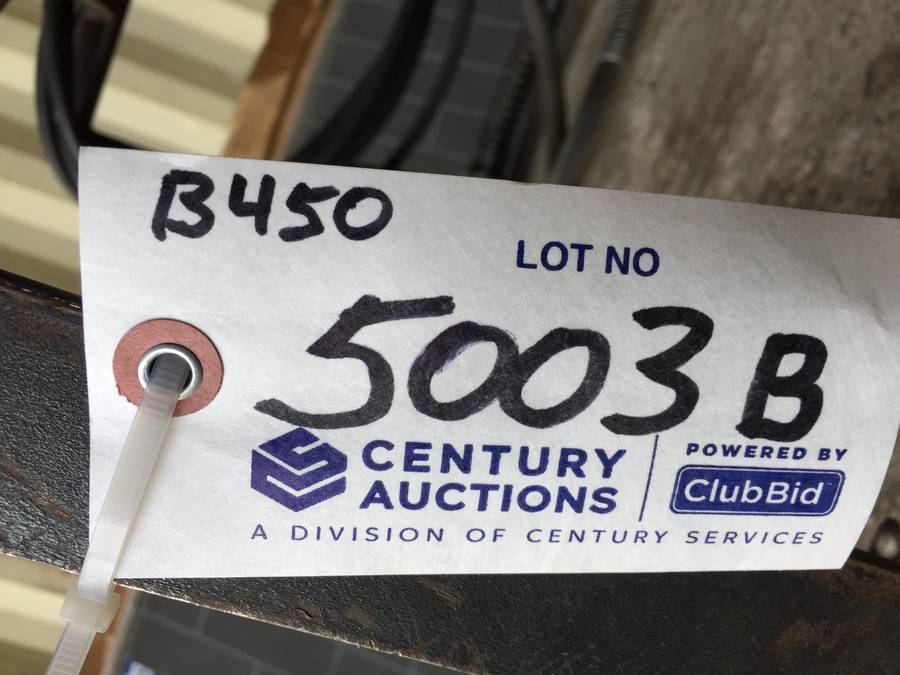 B450
LOT NO
5003 B
CENTURY AUCTIONS
POWERED BY
ClubBid
A DIVISION OF CENTURY SERVICES